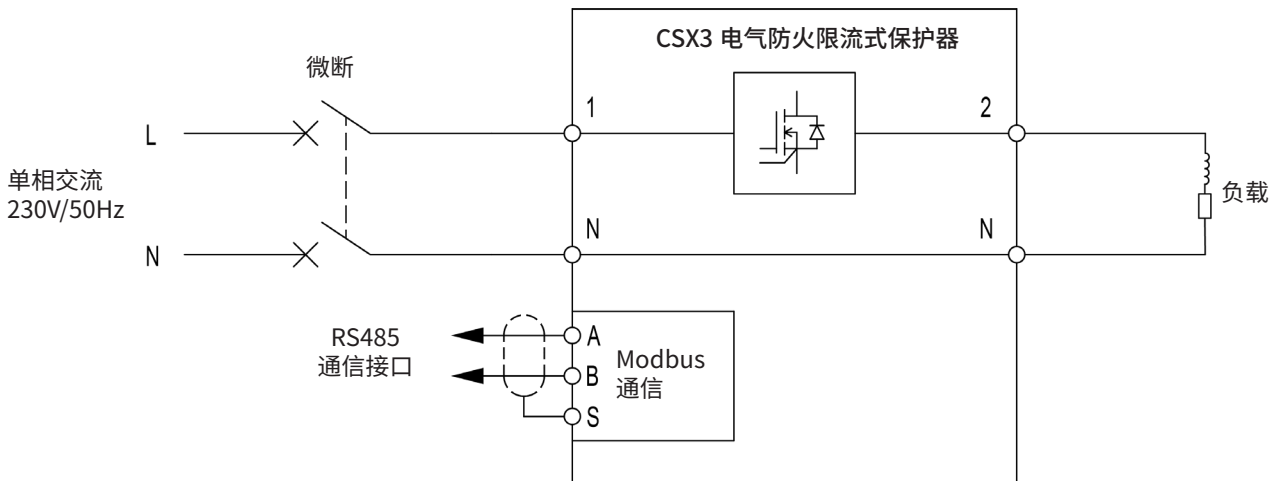 CSX3 电气防火限流式保护器
微断
L
1
2
单相交流
230V/50Hz
负载
N
N
N
RS485
通信接口
A
B
S
Modbus
通信